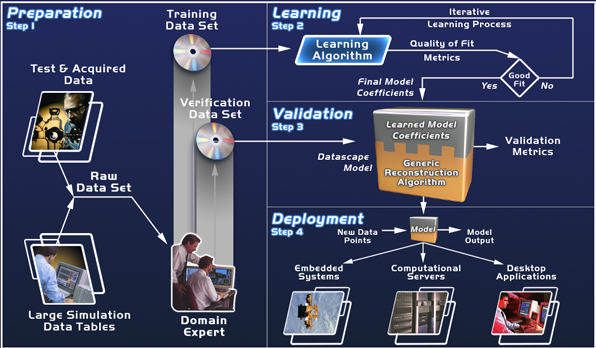 Preparation
Step 1
Training
Data Set
Test & Acquired
Data
Verification
Data Set
Raw
Data Set
Large Simulation
Data Tables
Domain
Expert
Learning
Step 2
Iterative
Learning Process
Learning
Algorithm
Quality of Fit
Metrics
Good
Fit
Yes
No
Final Model
Coefficients
Validation
Step 3
Learned Model
Coefficients
Datascape
Model
Generic
Reconstruction
Algorithm
Validation
Metrics
Deployment
Step 4
New Data
Points
Model
Model
Output
Embedded
Systems
Computational
Servers
Desktop
Applications